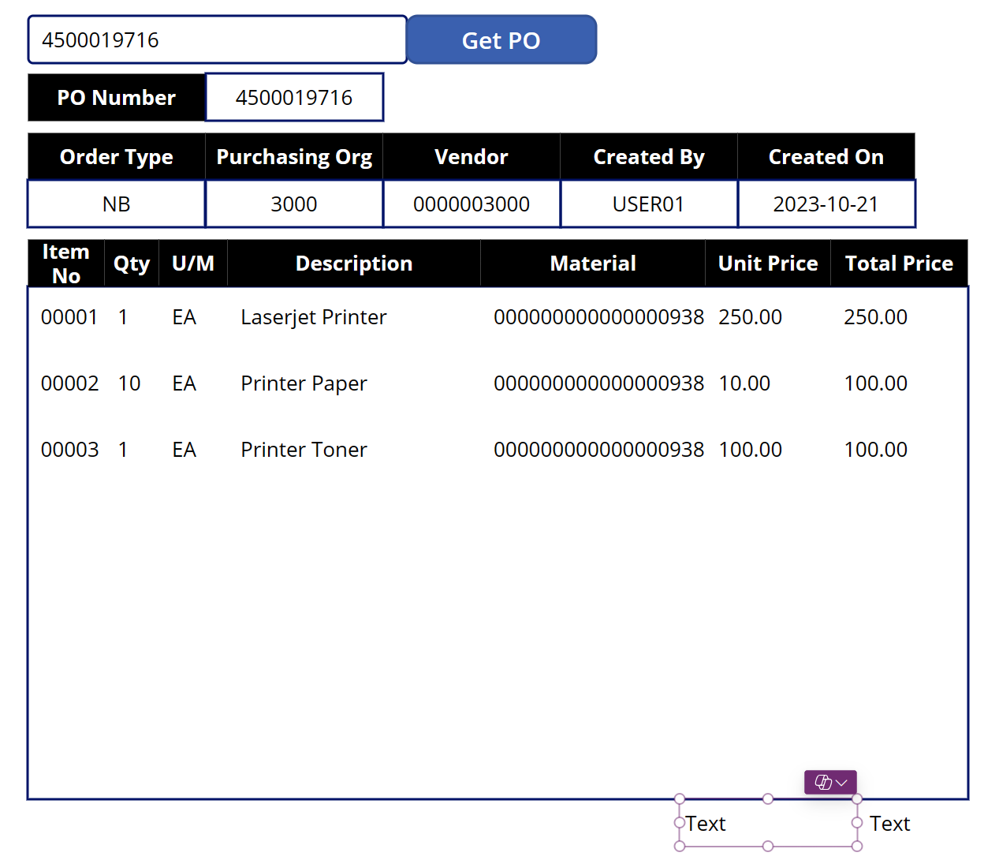 4500019716 Get PO
PO Number 4500019716
Order Type Purchasing Org Vendor Created By Created On
NB 3000 0000003000 USER01 2023-10-21
Item No Qty U/M Description Material Unit Price Total Price
00001 1 EA Laserjet Printer 000000000000000938 250.00 250.00
00002 10 EA Printer Paper 000000000000000938 10.00 100.00
00003 1 EA Printer Toner 000000000000000938 100.00 100.00
Text Text